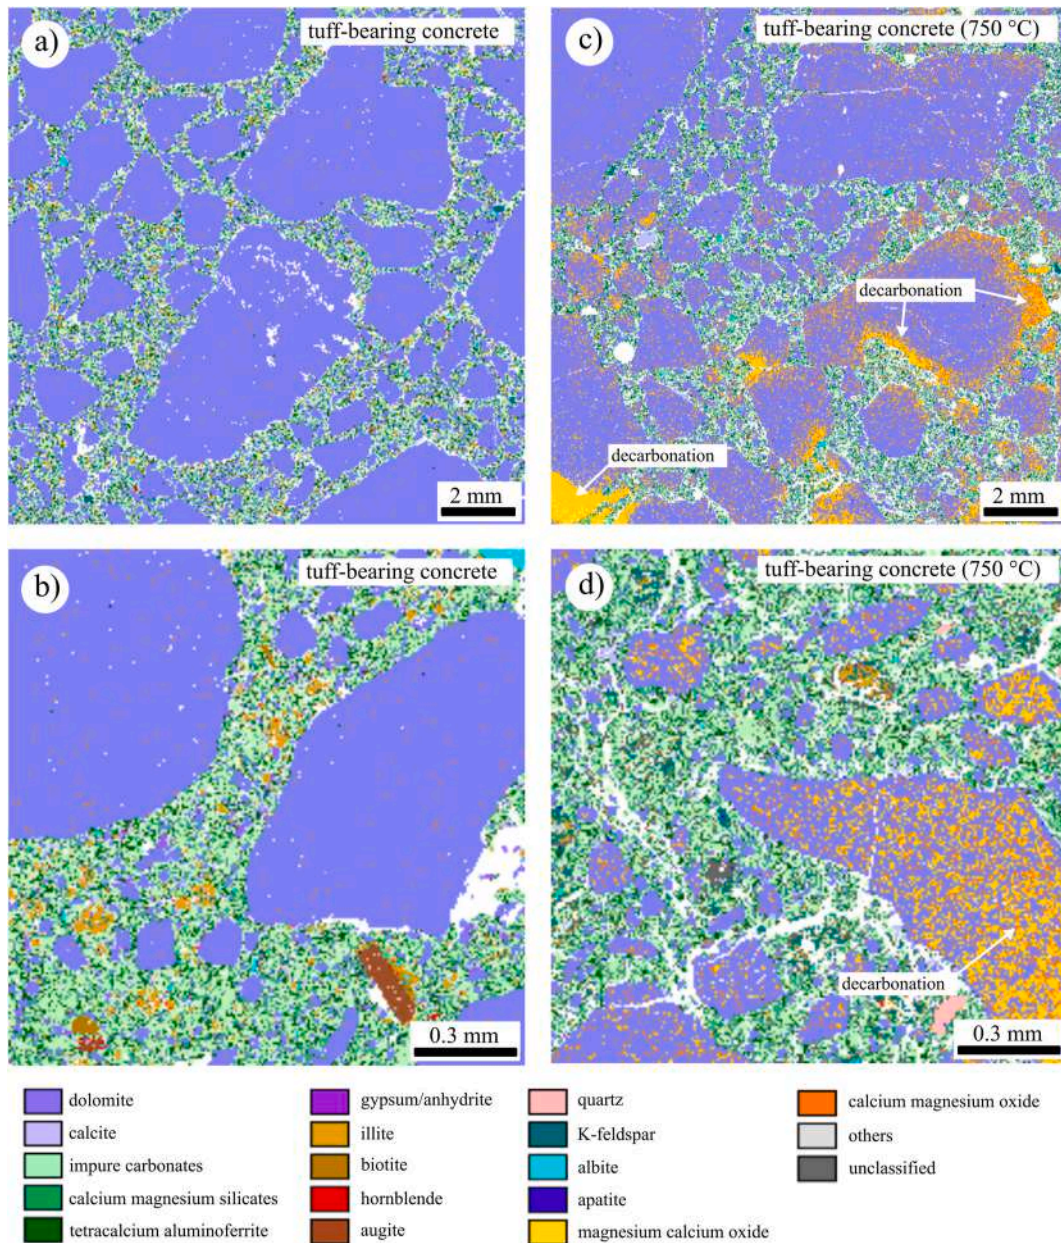 a)
tuff-bearing concrete
2 mm
c)
tuff-bearing concrete (750 °C)
decarbonation
decarbonation
2 mm
b)
tuff-bearing concrete
0.3 mm
d)
tuff-bearing concrete (750 °C)
decarbonation
0.3 mm
dolomite
calcite
impure carbonates
calcium magnesium silicates
tetracalcium aluminoferrite
gypsum/anhydrite
illite
biotite
hornblende
augite
quartz
K-feldspar
albite
apatite
magnesium calcium oxide
calcium magnesium oxide
others
unclassified